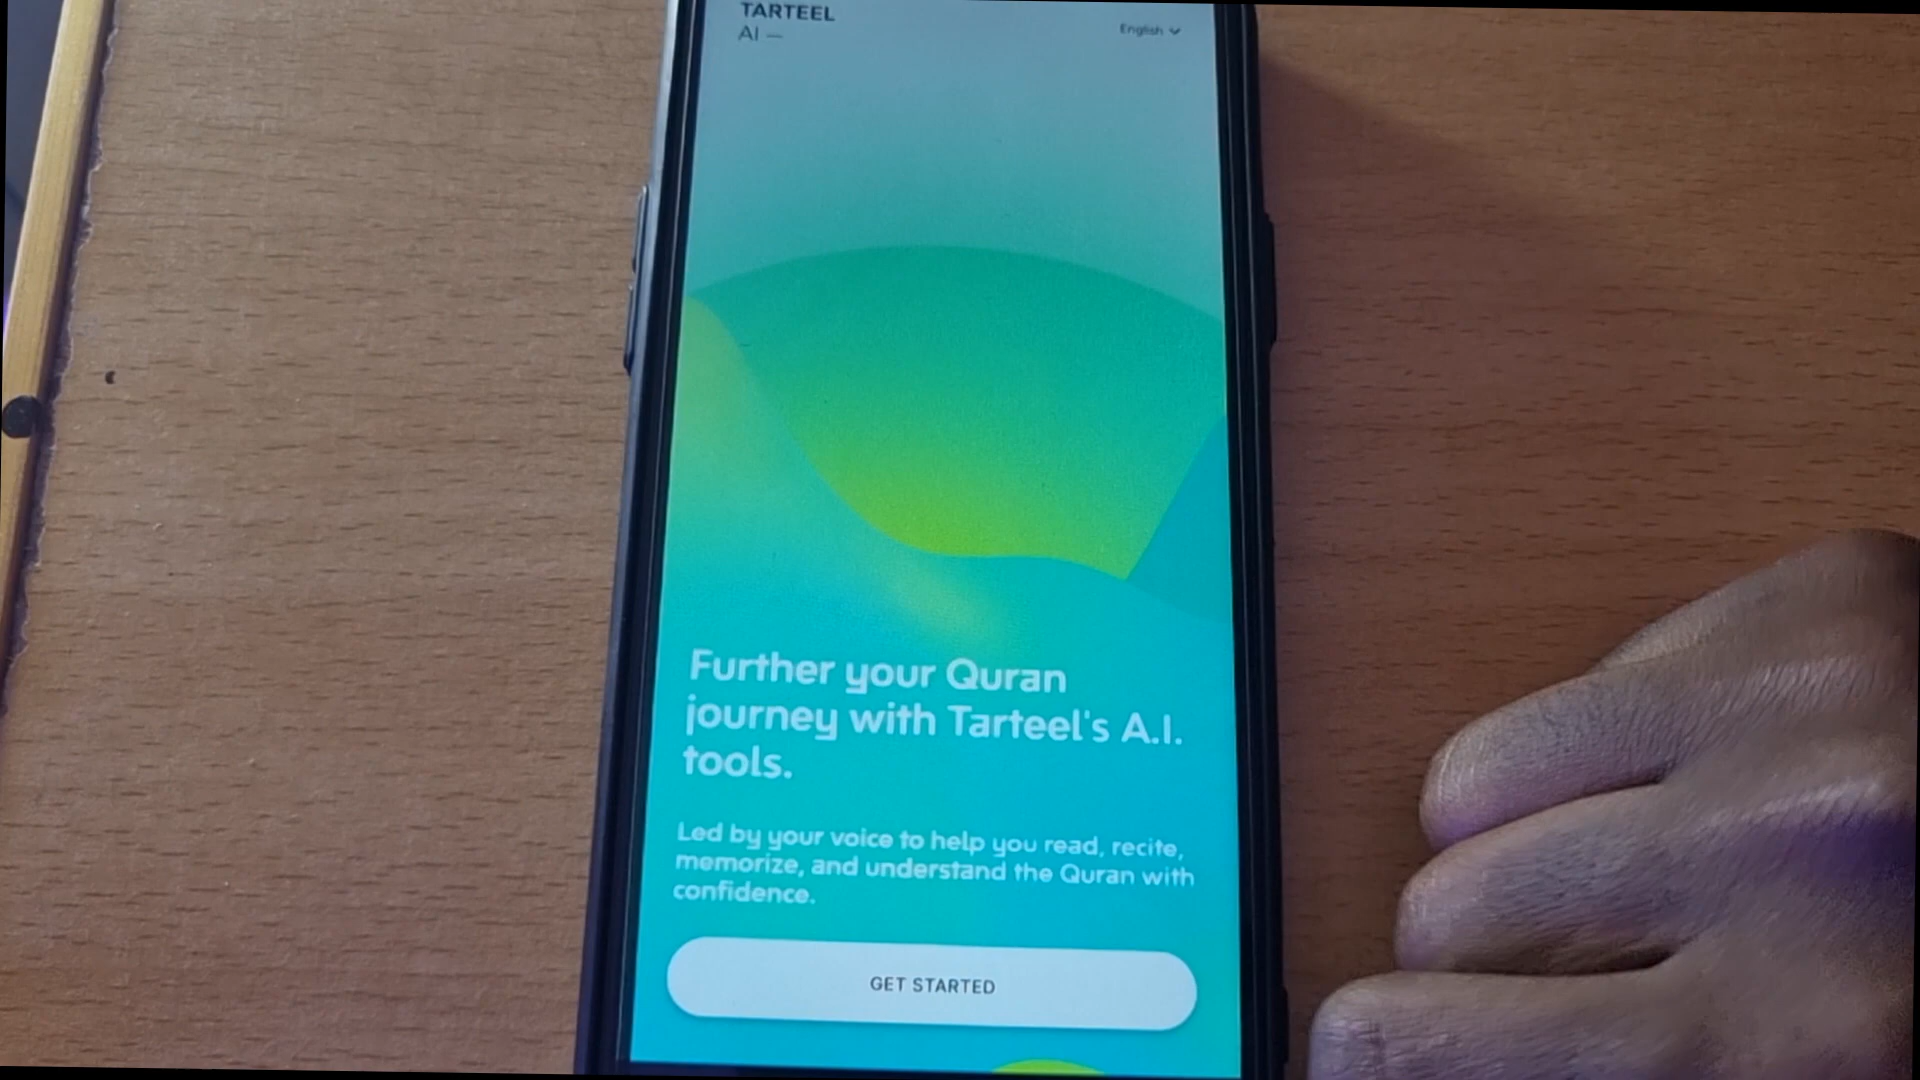 TARTEEL
AI —
English
Further your Quran
journey with Tarteel's A.I.
tools.
Led by your voice to help you read, recite,
memorize, and understand the Quran with
confidence.
GET STARTED